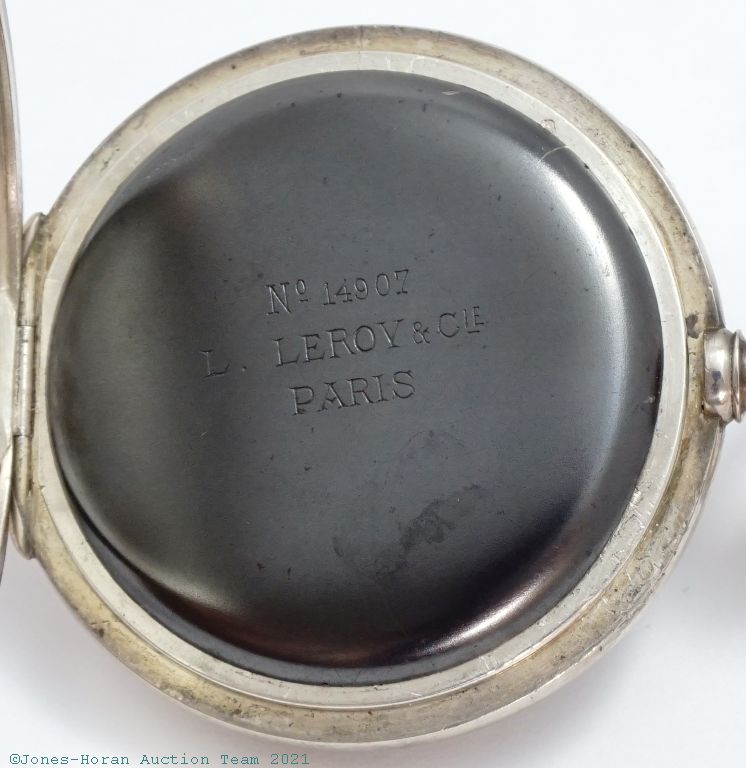 Nº 14907
L. LEROY & CIE
PARIS
©Jones-Horan Auction Team 2021